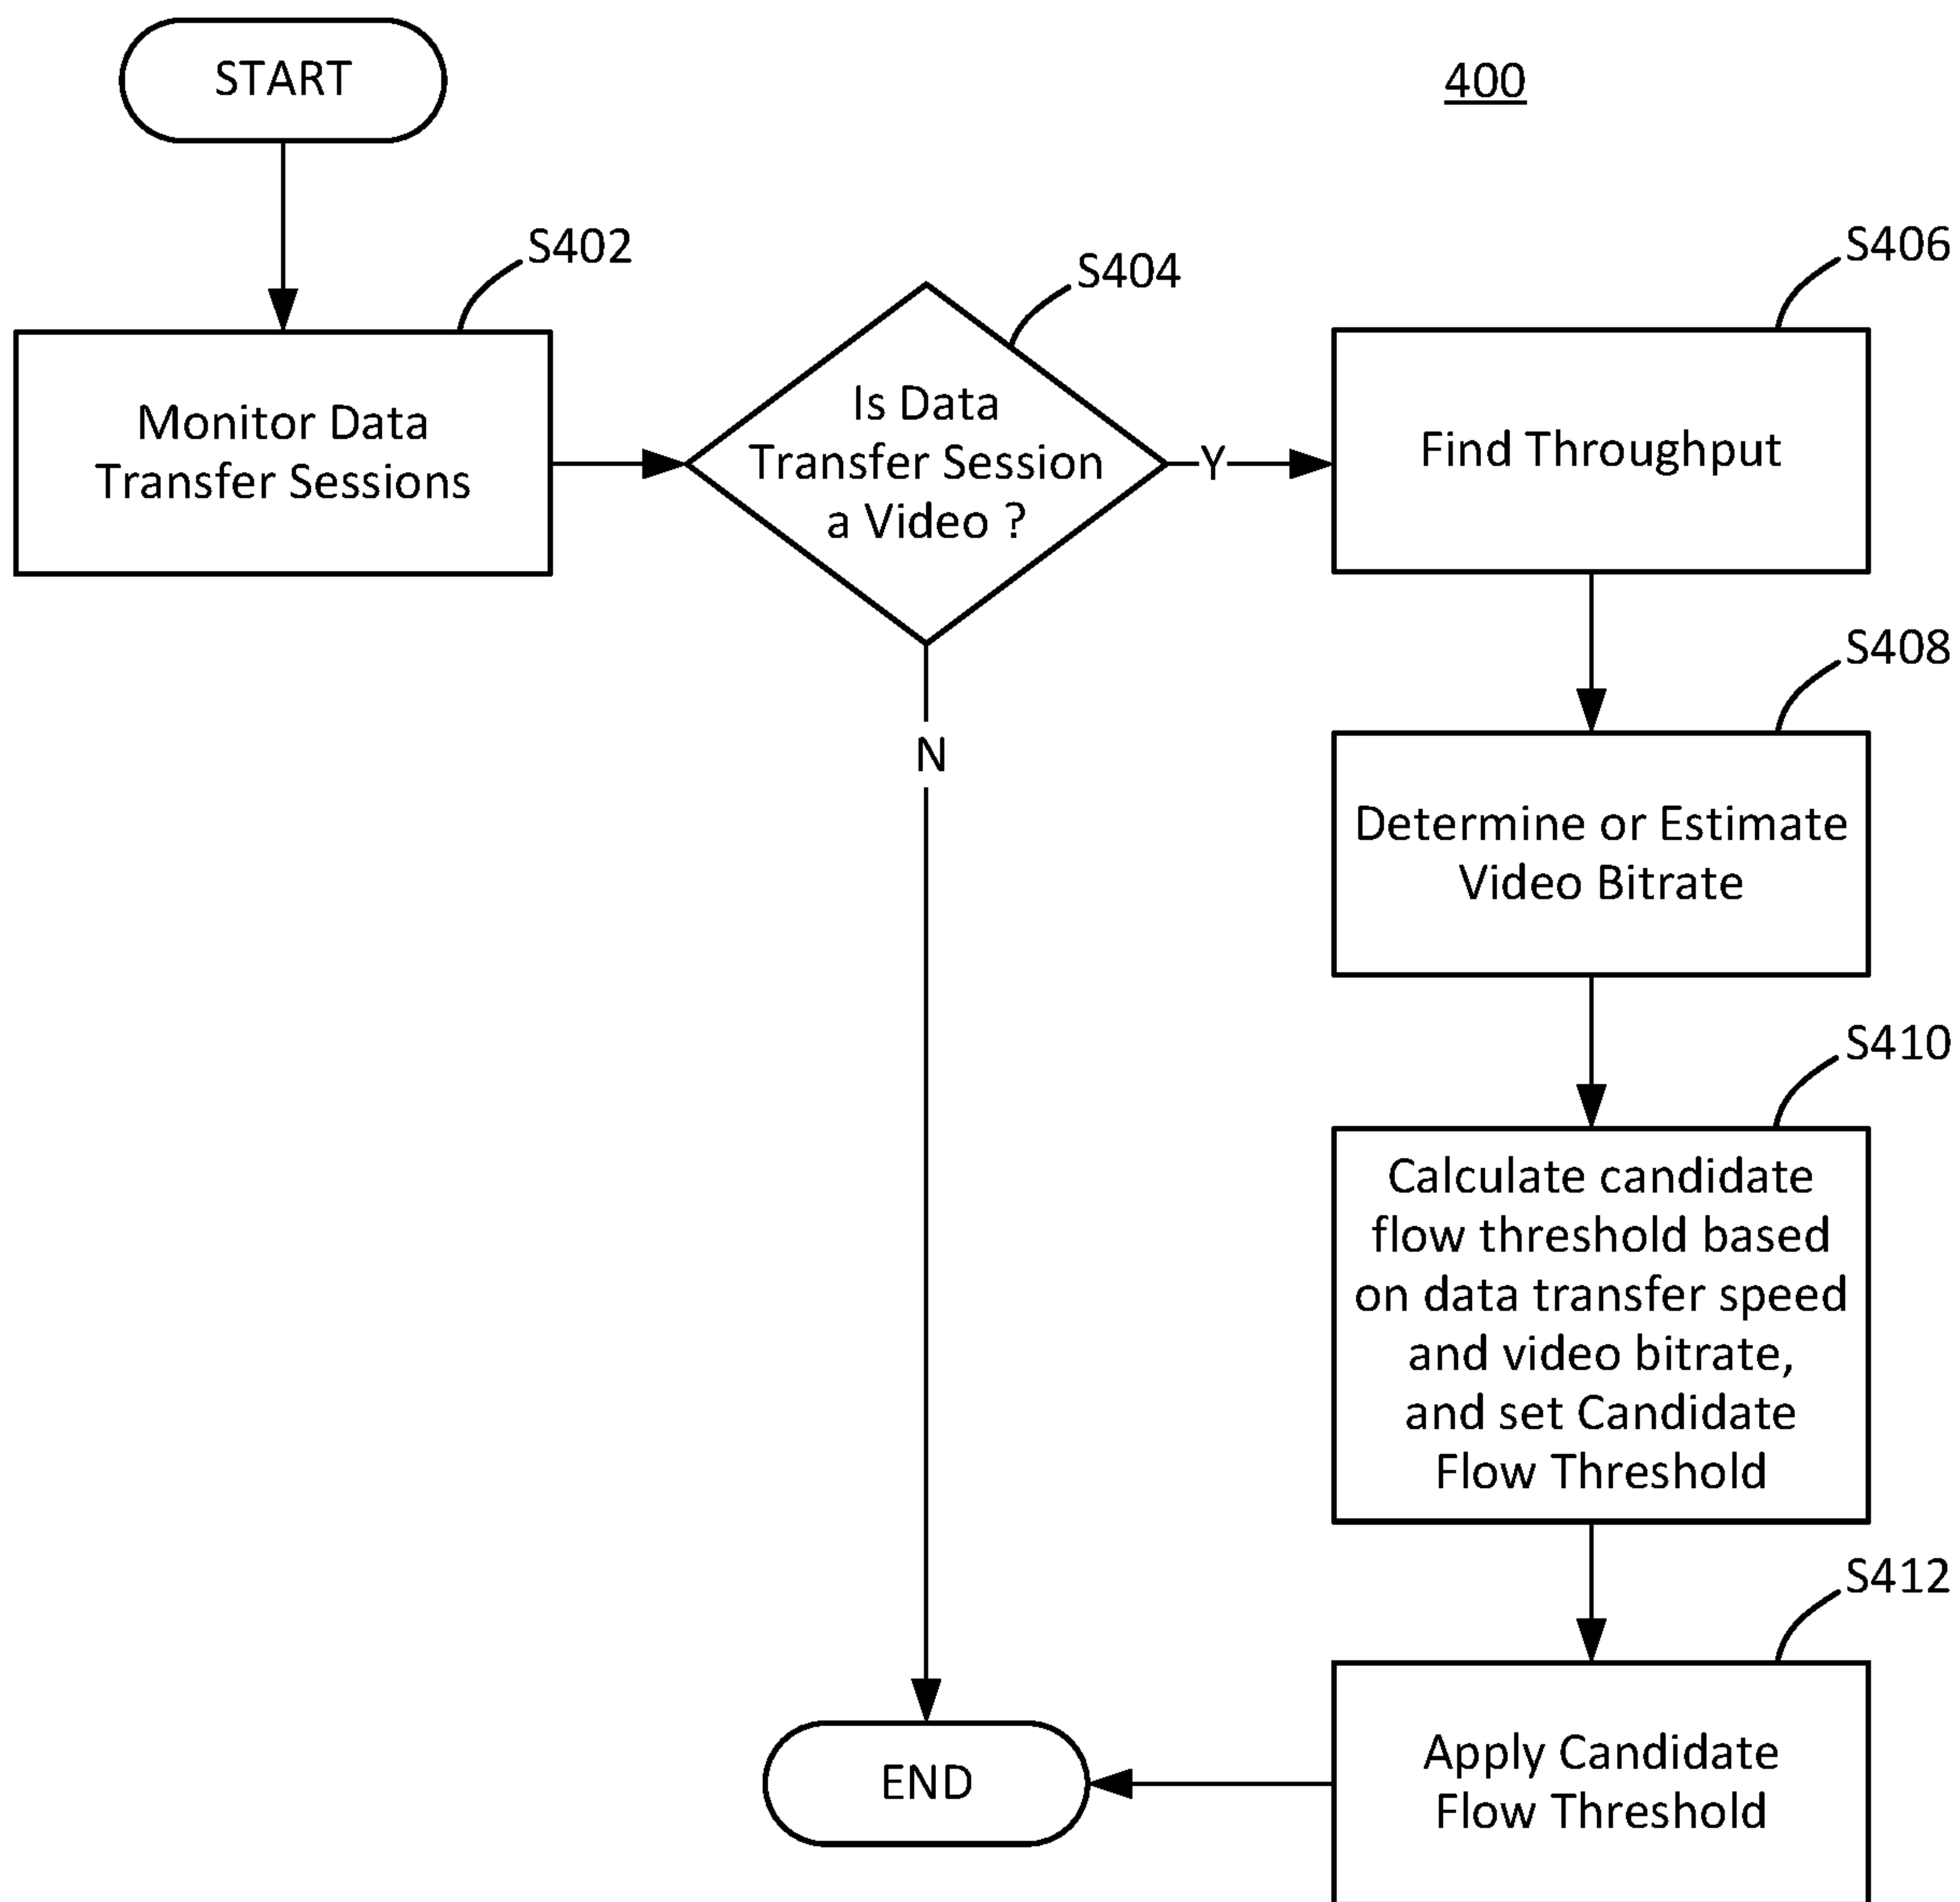 START
400
S402
Monitor Data
Transfer Sessions
S404
Is Data
Transfer Session
a Video ?
Y
N
S406
Find Throughput
S408
Determine or Estimate
Video Bitrate
S410
Calculate candidate
flow threshold based
on data transfer speed
and video bitrate,
and set Candidate
Flow Threshold
S412
Apply Candidate
Flow Threshold
END